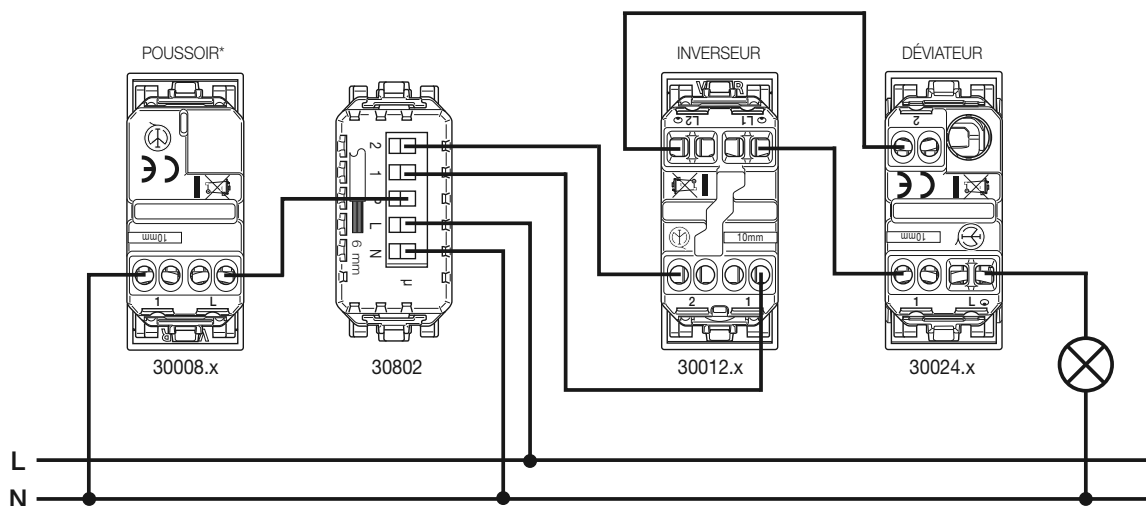 POUSSOIR*
INVERSEUR
DÉVIATEUR
10mm
1 L
30008.x
2
1
P
L
N
6 mm
µ
30802
L2 L1
10mm
2 1
30012.x
2
10mm
1 L
30024.x
L
N